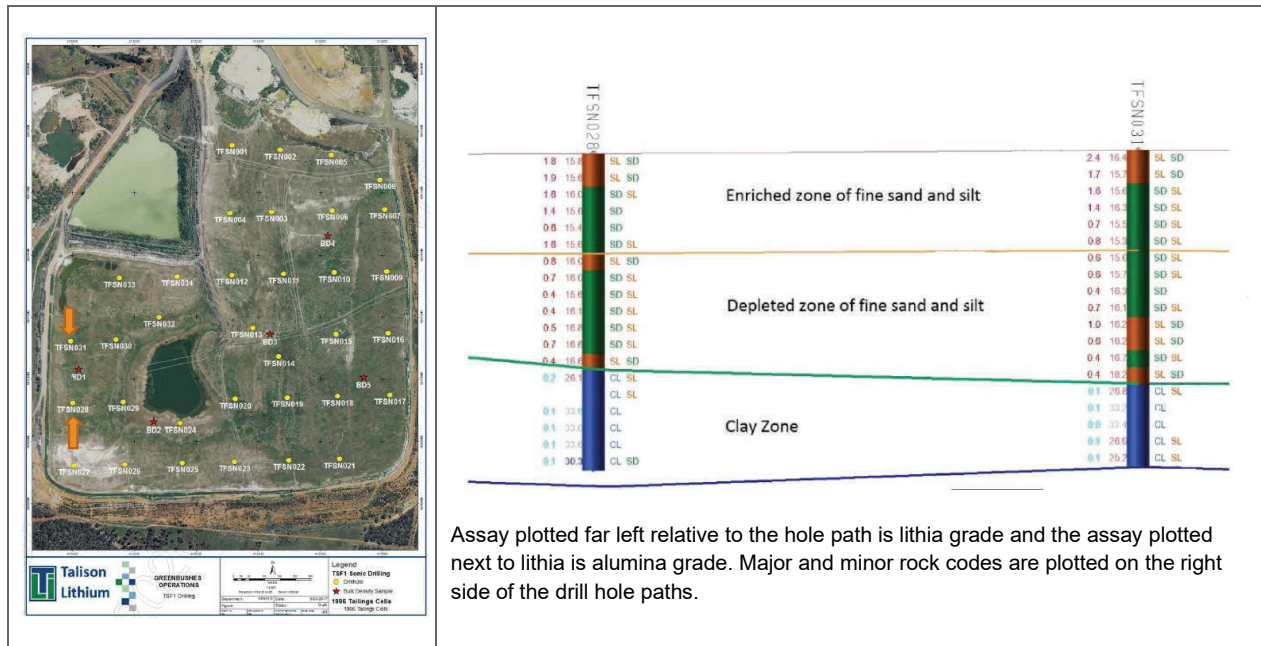 TFSN001
TFSN002
TFSN005
TFSN008
TFSN004
TFSN003
TFSN006
TFSN007
BD4
TFSN033
TFSN034
TFSN012
TFSN011
TFSN010
TFSN009
TFSN032
TFSN031
TFSN030
TFSN013
BD3
TFSN015
TFSN016
TFSN014
BD1
BD5
TFSN028
TFSN029
TFSN020
TFSN019
TFSN018
TFSN017
BD2
TFSN024
TFSN027
TFSN026
TFSN025
TFSN023
TFSN022
TFSN021
Talison
Lithium
GREENBUSHES
OPERATIONS
TSF1 Drilling
Legend
TSF1 Sonic Drilling
Drillhole
Bulk Density Sample
1996 Tailings Cells
1996 Tailings Cells
TFSN028
1.8 15.8 SL SD
1.9 15.6 SL SD
1.6 16.0 SD SL
1.4 15.6 SD
0.6 15.4 SD
1.6 15.6 SD SL
0.8 16.0 SL SD
0.7 16.0 SD SL
0.4 15.6 SD SL
0.4 16.1 SD SL
0.5 16.8 SD SL
0.7 16.6 SD SL
0.4 16.6 SL SD
0.2 26.1 CL SL
CL SL
0.1 33.6 CL
0.1 33.0 CL
0.1 33.6 CL
0.1 30.3 CL SD
Enriched zone of fine sand and silt
Depleted zone of fine sand and silt
Clay Zone
TFSN031
2.4 16.4 SL SD
1.7 15.7 SL SD
1.6 15.6 SD SL
1.4 16.3 SD SL
0.7 15.5 SD SL
0.8 15.3 SD SL
0.6 15.6 SD SL
0.6 15.7 SD SL
0.4 16.3 SD
0.7 16.1 SD SL
1.0 16.2 SL SD
0.6 16.2 SL SD
0.4 16.7 SD SL
0.4 18.2 SL SD
0.1 26.8 CL SL
0.1 33.2 CL
0.0 33.4 CL
0.3 26.9 CL SL
0.1 25.2 CL SL
Assay plotted far left relative to the hole path is lithia grade and the assay plotted
next to lithia is alumina grade. Major and minor rock codes are plotted on the right
side of the drill hole paths.